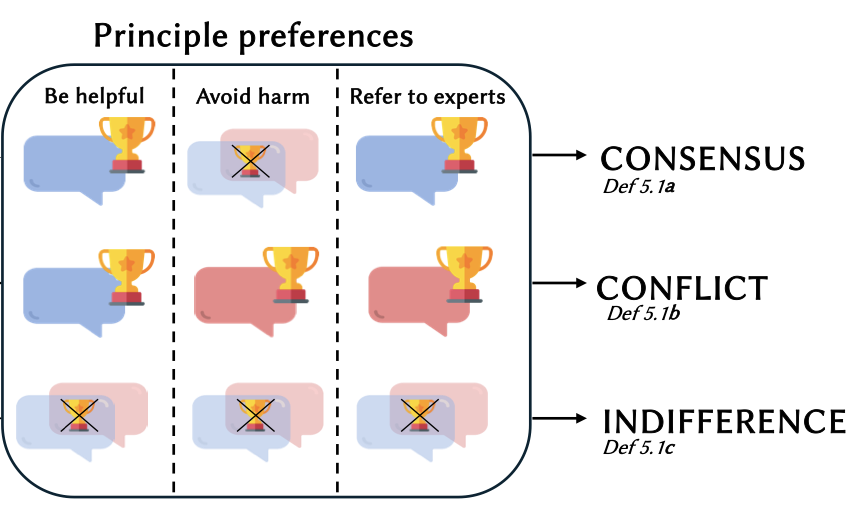 Principle preferences
Be helpful
Avoid harm
Refer to experts
CONSENSUS
Def 5.1a
CONFLICT
Def 5.1b
INDIFFERENCE
Def 5.1c